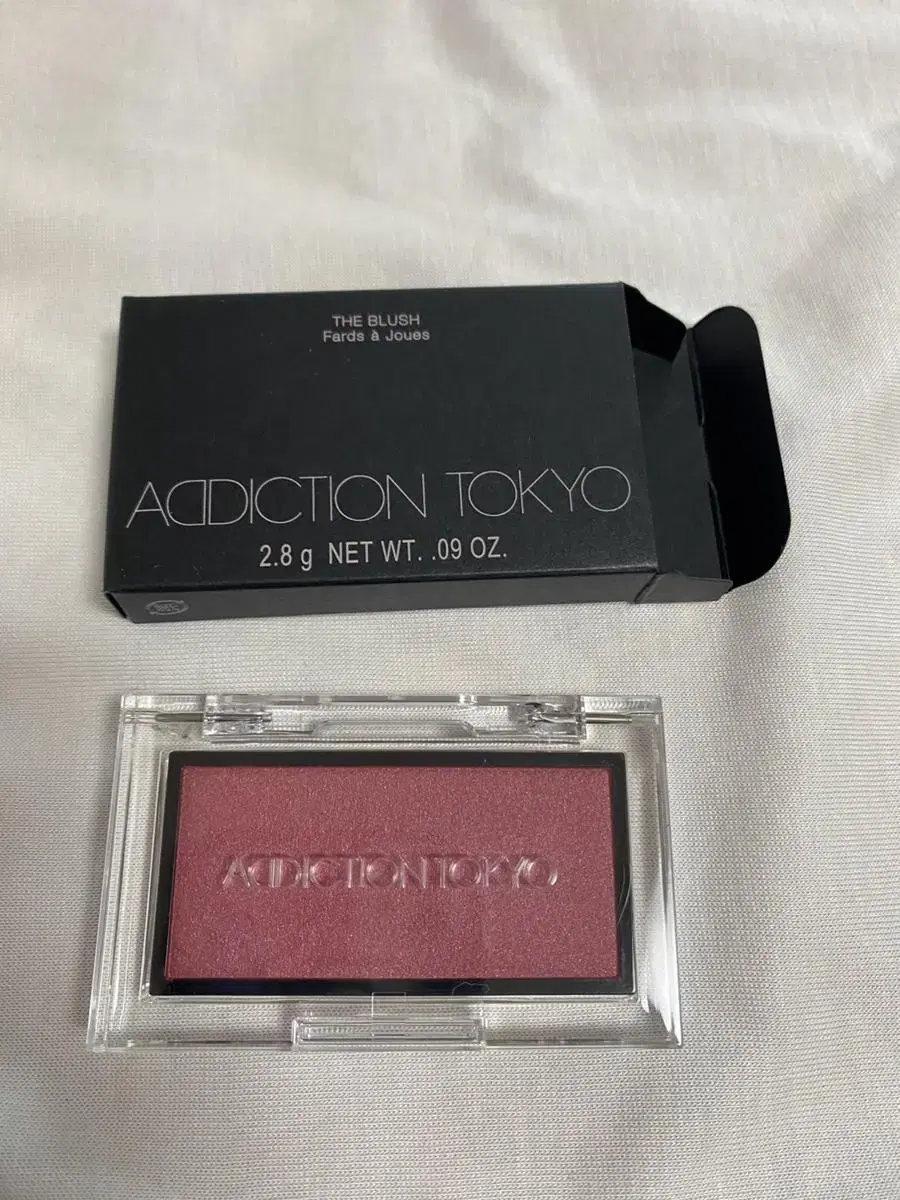 THE BLUSH
Fards à Joues
ADDICTION TOKYO
2.8 g NET WT. .09 OZ.
ADDICTION TOKYO